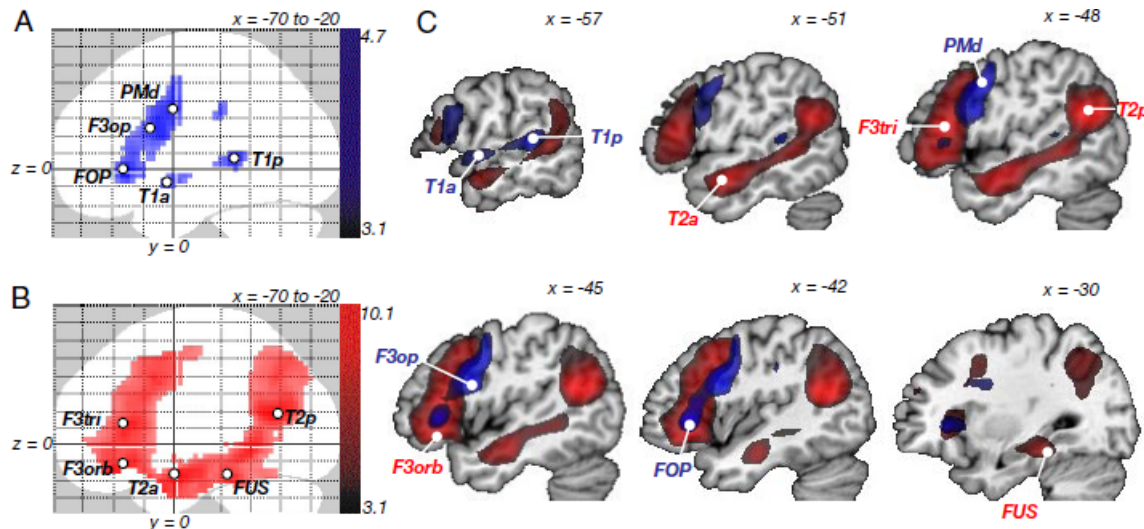 A
x = -70 to -20
4.7
PMd
F3op
z = 0
FOP
T1p
T1a
3.1
y = 0
B
x = -70 to -20
10.1
F3tri
T2p
z = 0
F3orb
T2a
FUS
3.1
y = 0
C
x = -57
x = -51
x = -48
PMd
T1p
F3tri
T2p
T1a
T2a
x = -45
x = -42
x = -30
F3op
F3orb
FOP
FUS